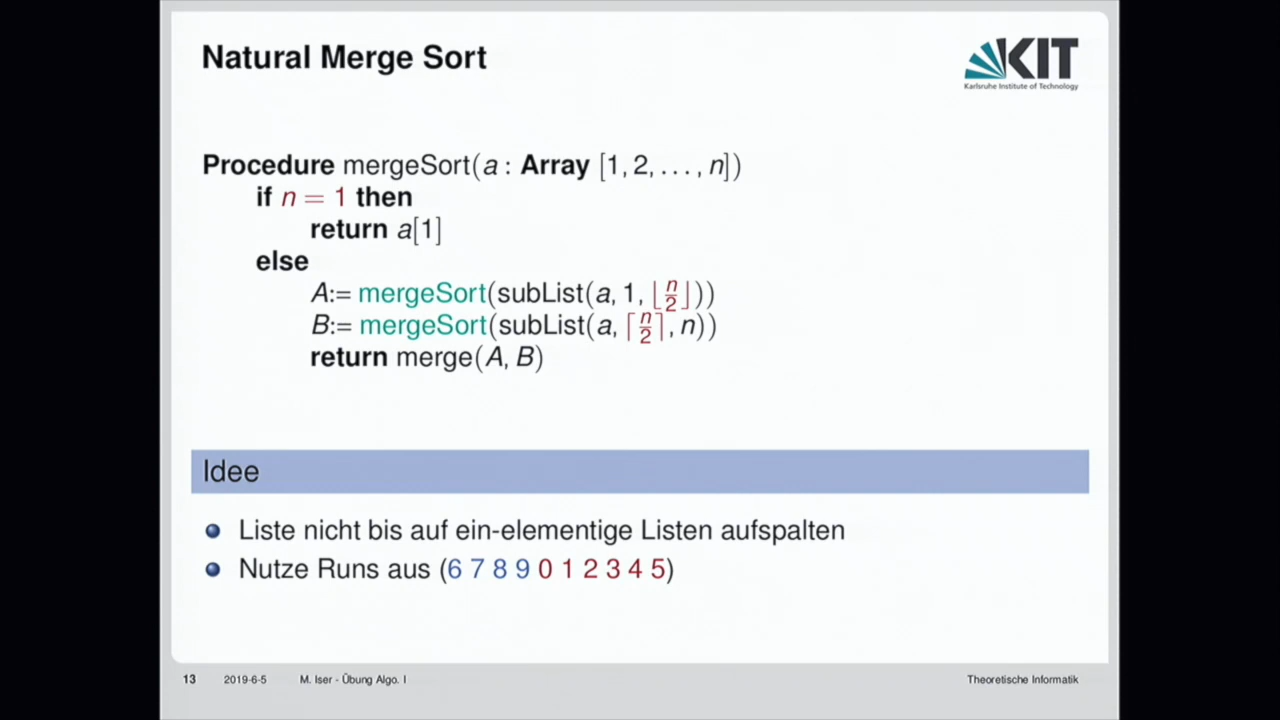 Natural Merge Sort
KIT
Karlsruhe Institute of Technology
Procedure mergeSort(a : Array [1, 2, . . . , n])
if n = 1 then
return a[1]
else
A:= mergeSort(subList(a, 1, ⌊n/2⌋))
B:= mergeSort(subList(a, ⌈n/2⌉, n))
return merge(A, B)
Idee
Liste nicht bis auf ein-elementige Listen aufspalten
Nutze Runs aus (6 7 8 9 0 1 2 3 4 5)
13 2019-6-5 M. Iser - Übung Algo. I Theoretische Informatik